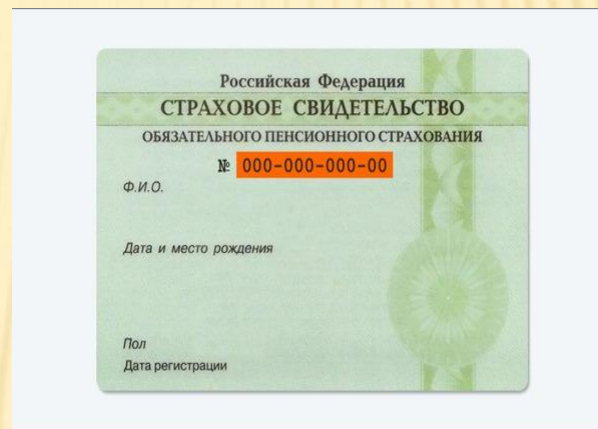 Российская Федерация
СТРАХОВОЕ СВИДЕТЕЛЬСТВО
ОБЯЗАТЕЛЬНОГО ПЕНСИОННОГО СТРАХОВАНИЯ
№ 000-000-000-00
Ф.И.О.
Дата и место рождения
Пол
Дата регистрации